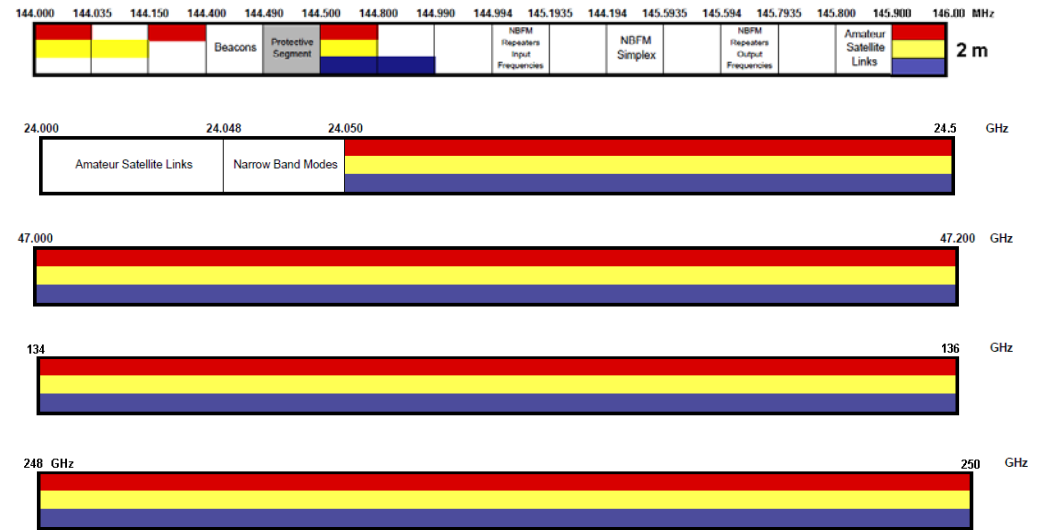 144.000 144.035 144.150 144.400 144.490 144.500 144.800 144.990 144.994 145.1935 144.194 145.5935 145.594 145.7935 145.800 145.900 146.00 MHz
Beacons
Protective
Segment
NBFM
Repeaters
Input
Frequencies
NBFM
Simplex
NBFM
Repeaters
Output
Frequencies
Amateur
Satellite
Links
2 m
24.000 24.048 24.050 24.5 GHz
Amateur Satellite Links Narrow Band Modes
47.000 47.200 GHz
134 136 GHz
248 GHz 250 GHz